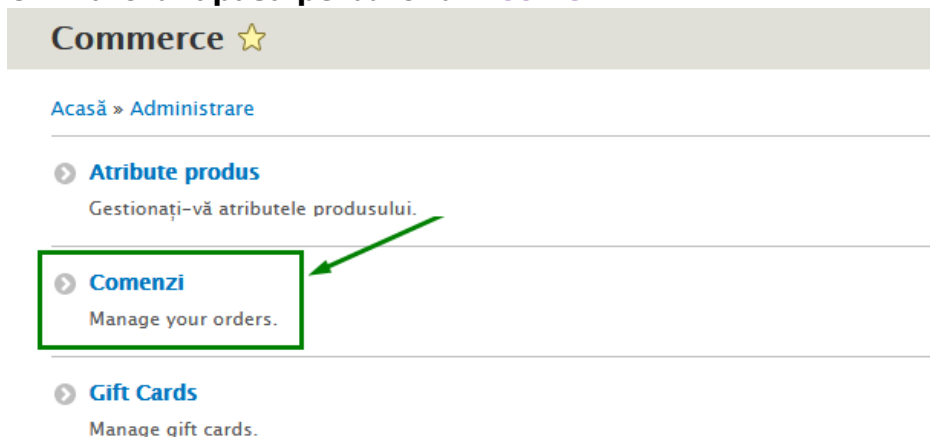 Commerce
Acasă » Administrare
Atribute produs
Gestionați-vă atributele produsului.
Comenzi
Manage your orders.
Gift Cards
Manage gift cards.